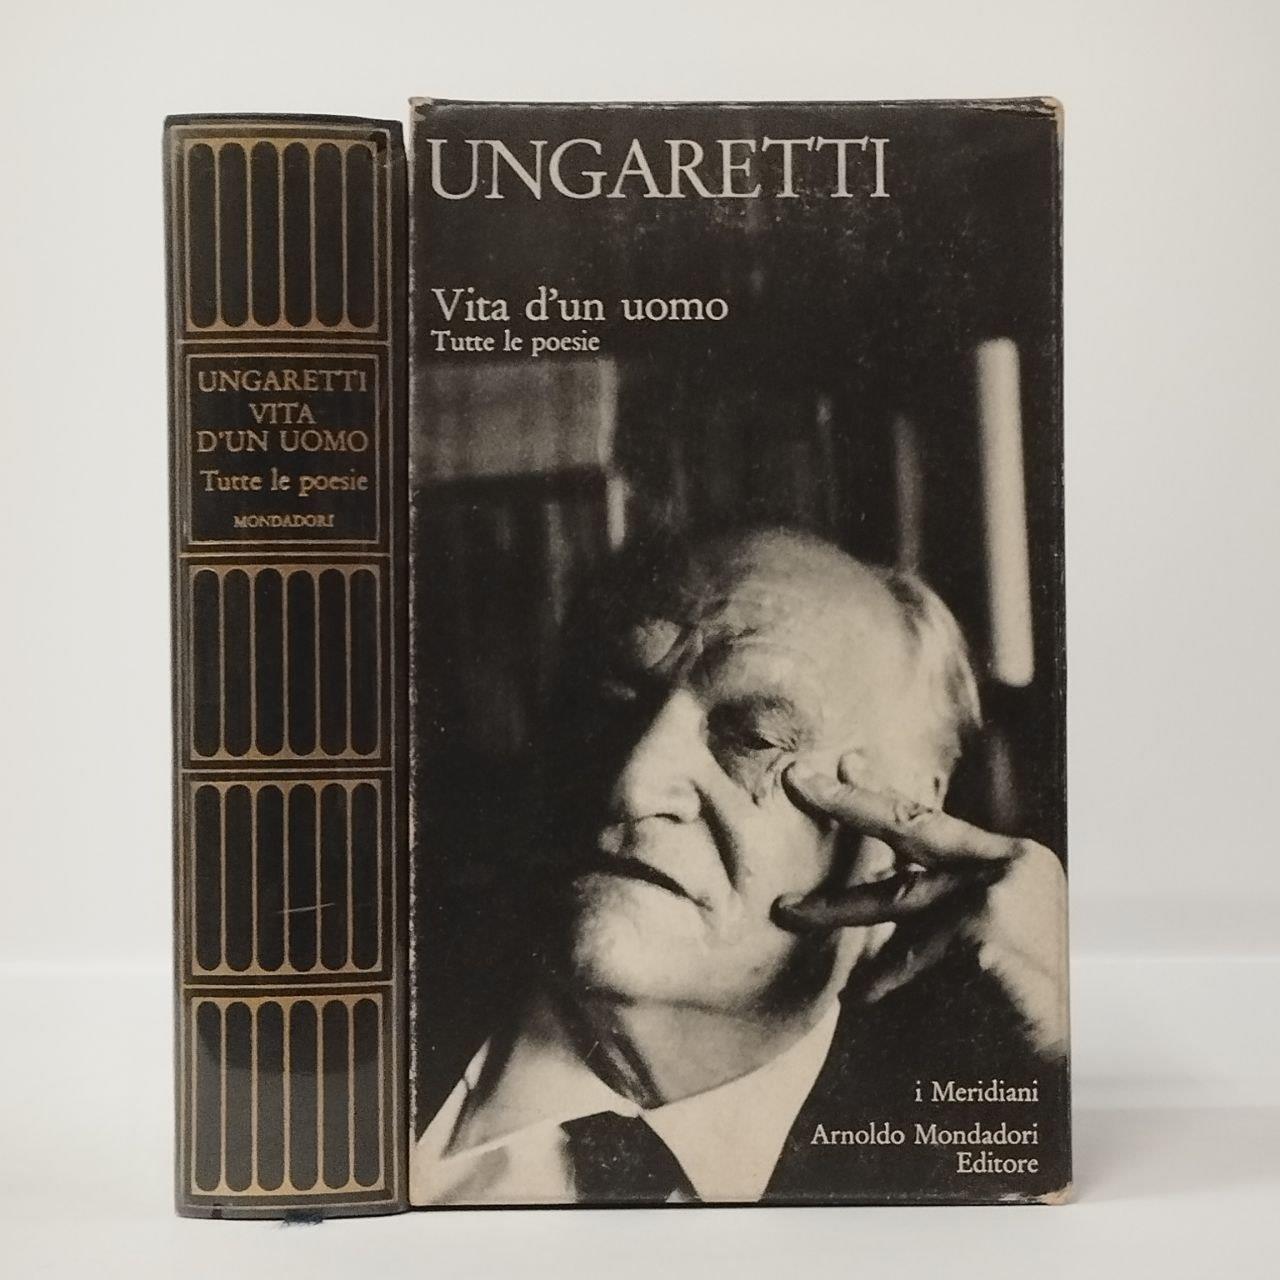 UNGARETTI
VITA
D'UN UOMO
Tutte le poesie
MONDADORI
UNGARETTI
Vita d'un uomo
Tutte le poesie
i Meridiani
Arnoldo Mondadori
Editore